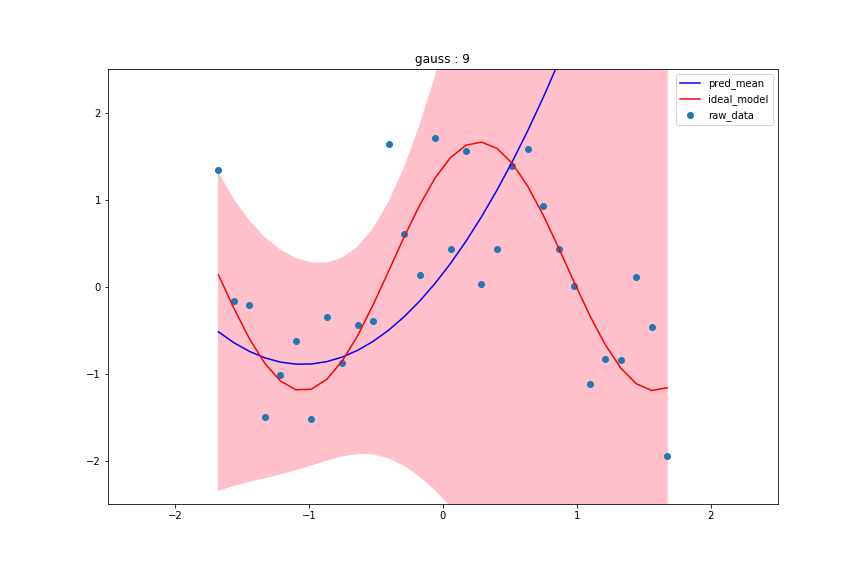 gauss : 9
pred_mean
ideal_model
raw_data
2
1
0
−1
−2
−2 −1 0 1 2